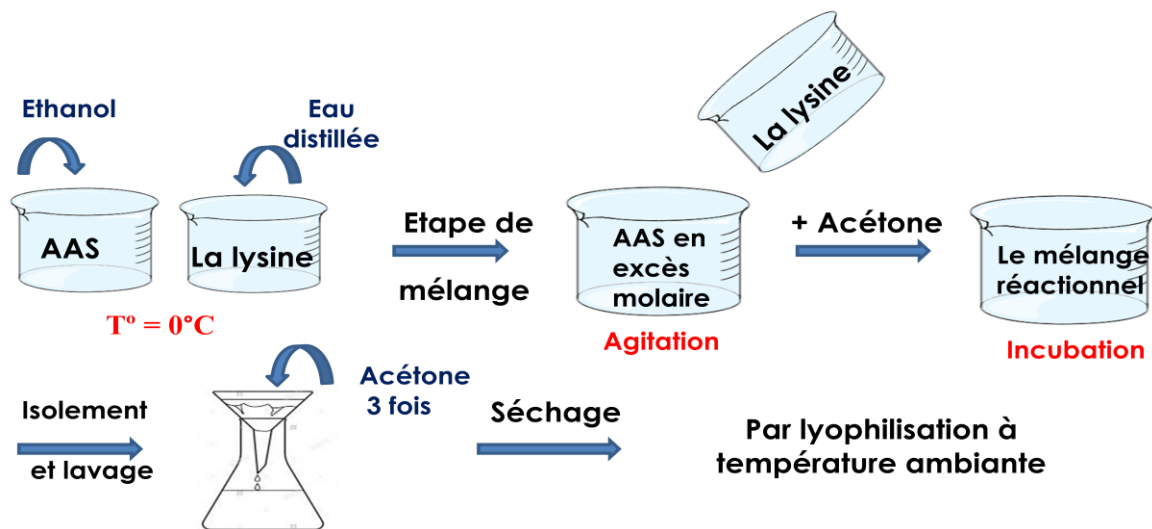 Ethanol
Eau
distillée
AAS
La lysine
T° = 0°C
Etape de
mélange
La lysine
AAS en
excès
molaire
Agitation
+ Acétone
Le mélange
réactionnel
Incubation
Isolement
et lavage
Acétone
3 fois
Séchage
Par lyophilisation à
température ambiante